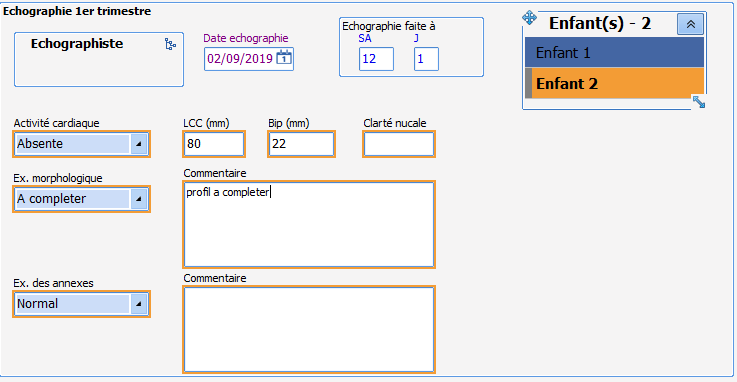 Echographie 1er trimestre
Echographiste
Date echographie
02/09/2019
1
Echographie faite à
SA
J
12
1
Enfant(s) - 2
Enfant 1
Enfant 2
Activité cardiaque
LCC (mm)
Bip (mm)
Clarté nucale
Absente
80
22
Ex. morphologique
Commentaire
A completer
profil a completer
Ex. des annexes
Commentaire
Normal